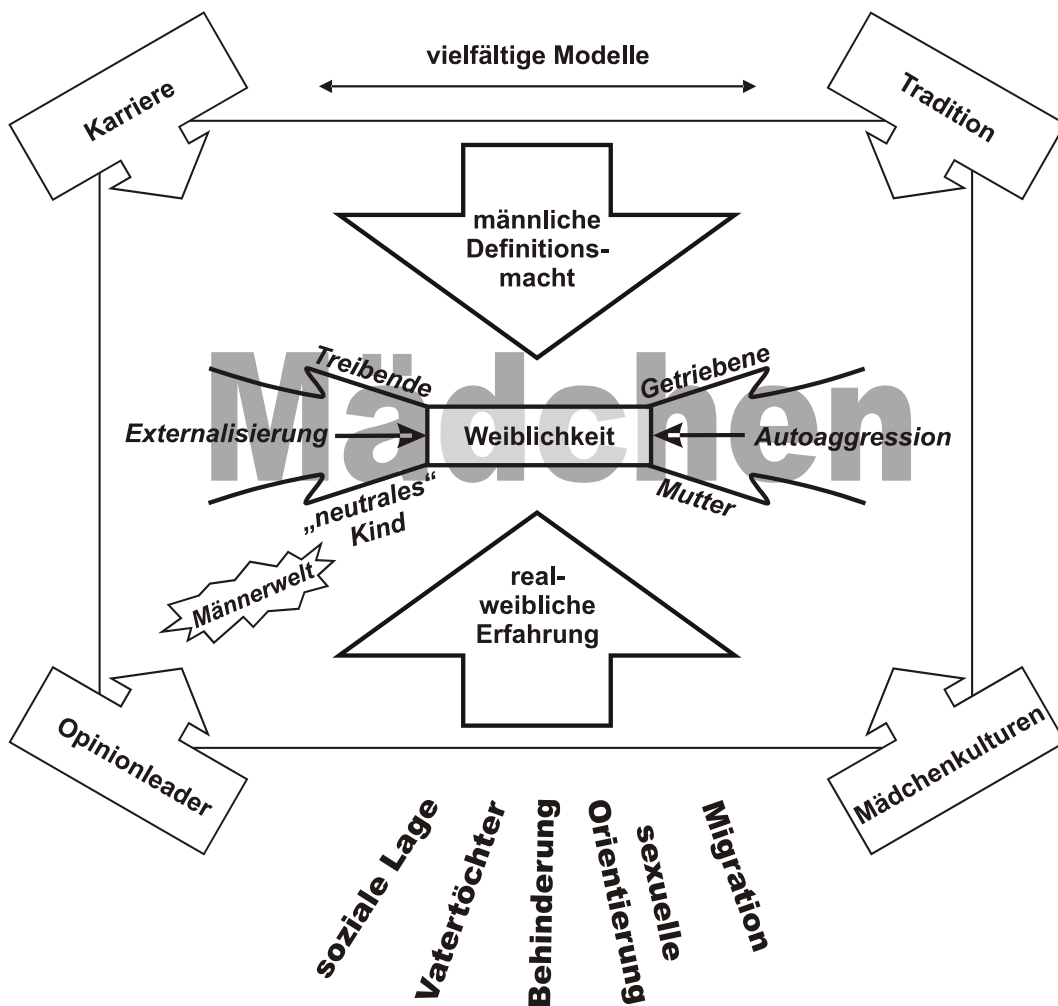 vielfältige Modelle
Karriere
Tradition
männliche
Definitions-
macht
Mädchen
Treibende
Getriebene
Externalisierung
Weiblichkeit
Autoaggression
„neutrales“
Kind
Mutter
Männerwelt
real-
weibliche
Erfahrung
Opinionleader
Mädchenkulturen
soziale Lage
Vatertöchter
Behinderung
sexuelle
Orientierung
Migration